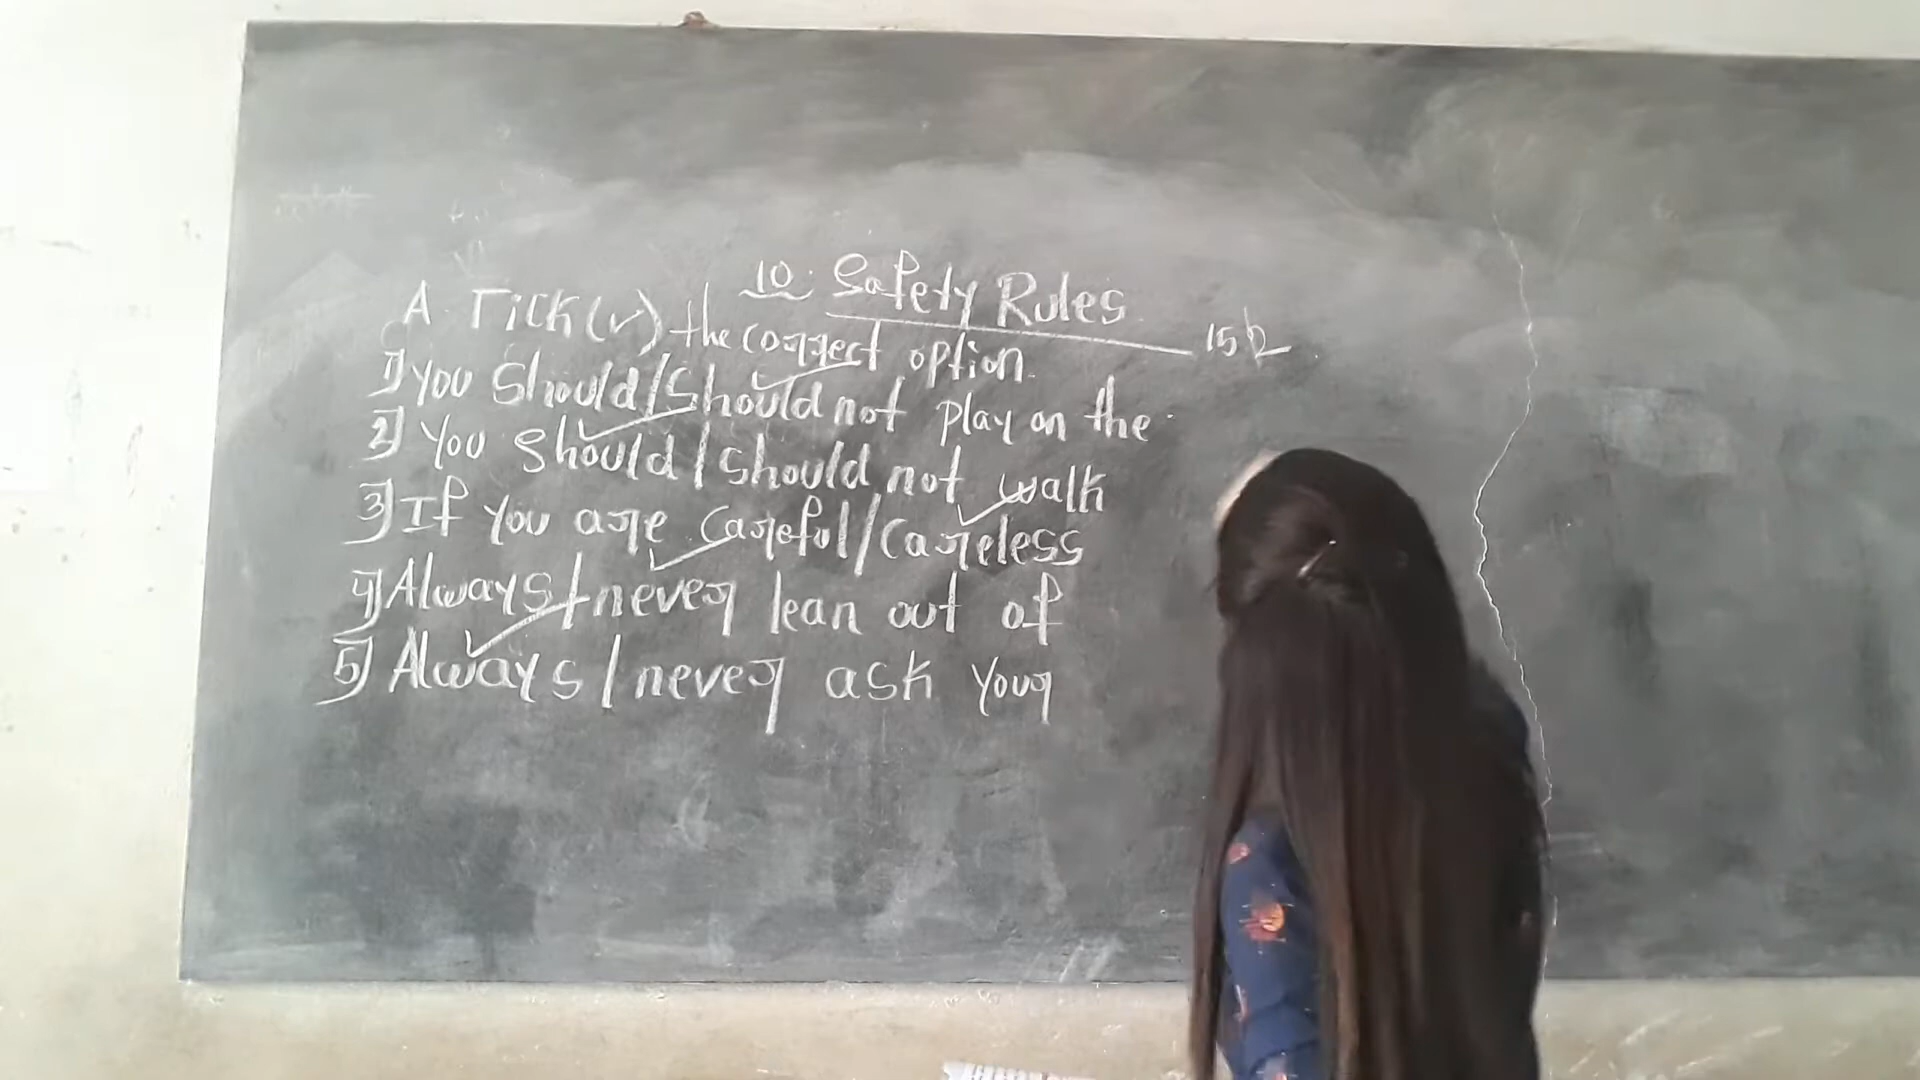 10. Safety Rules
A. Tick (✓) the correct option.
1) You should/should not play on the
2) You should/should not walk
3) If you are careful/careless
4) Always/never lean out of
5) Always/never ask your